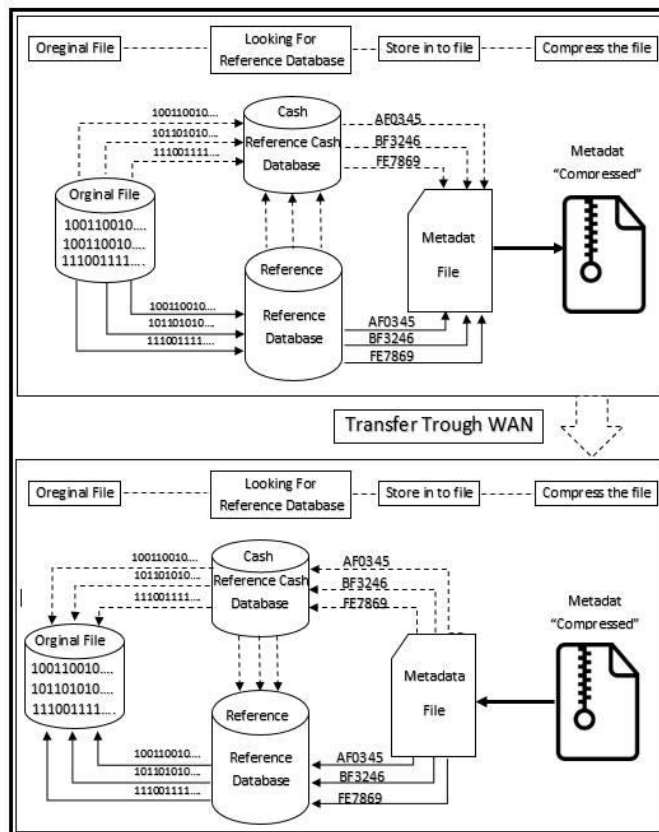 Oreginal File
Looking For
Reference Database
Store in to file
Compress the file
100110010....
101101010....
111001111....
Cash
Reference Cash
Database
AF0345
BF3246
FE7869
Metadat
“Compressed”
Orginal File
100110010....
100110010....
111001111.....
Metadat
File
Reference
Reference
Database
100110010....
101101010....
111001111....
AF0345
BF3246
FE7869
Transfer Trough WAN
Oreginal File
Looking For
Reference Database
Store in to file
Compress the file
100110010....
101101010....
111001111....
Cash
Reference Cash
Database
AF0345
BF3246
FE7869
Metadat
“Compressed”
Orginal File
100110010....
101101010....
111001111.....
Metadata
File
Reference
Reference
Database
100110010....
101101010....
111001111....
AF0345
BF3246
FE7869